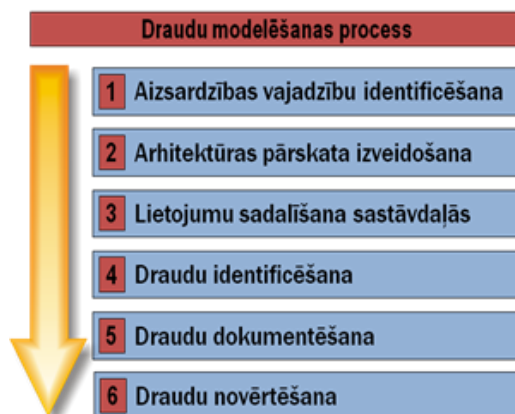 Draudu modelēšanas process
1 Aizsardzības vajadzību identificēšana
2 Arhitektūras pārskata izveidošana
3 Lietojumu sadalīšana sastāvdaļās
4 Draudu identificēšana
5 Draudu dokumentēšana
6 Draudu novērtēšana